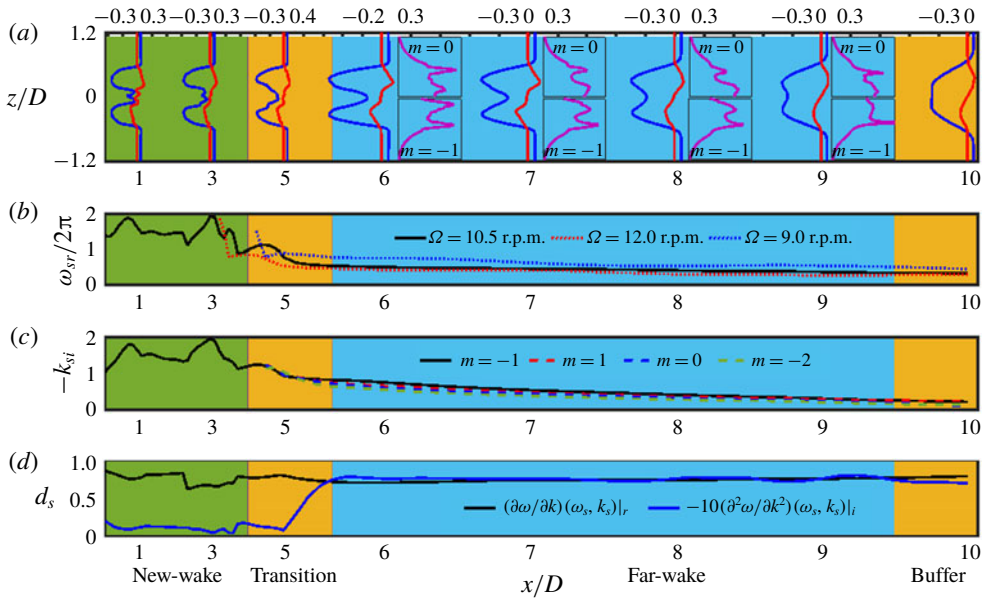 −0.3 0.3 −0.3 0.3 −0.3 0.4 −0.2 0.3 −0.3 0 0.3 −0.3 0 0.3 −0.3 0 0.3 −0.3 0
(a)
1.2
z/D 0
−1.2
m = 0 m = 0 m = 0 m = 0
m = −1 m = −1 m = −1 m = −1
1 3 5 6 7 8 9 10
(b)
ωsr/2π
2
1
0
Ω = 10.5 r.p.m. Ω = 12.0 r.p.m. Ω = 9.0 r.p.m.
1 3 5 6 7 8 9 10
(c)
−ksi
2
1
0
m = −1 m = 1 m = 0 m = −2
1 3 5 6 7 8 9 10
(d)
ds
1.0
0.5
0
(∂ω/∂k)(ωs, ks)|r −10(∂²ω/∂k²)(ωs, ks)|i
1 3 5 6 7 8 9 10
New-wake Transition Far-wake Buffer
x/D